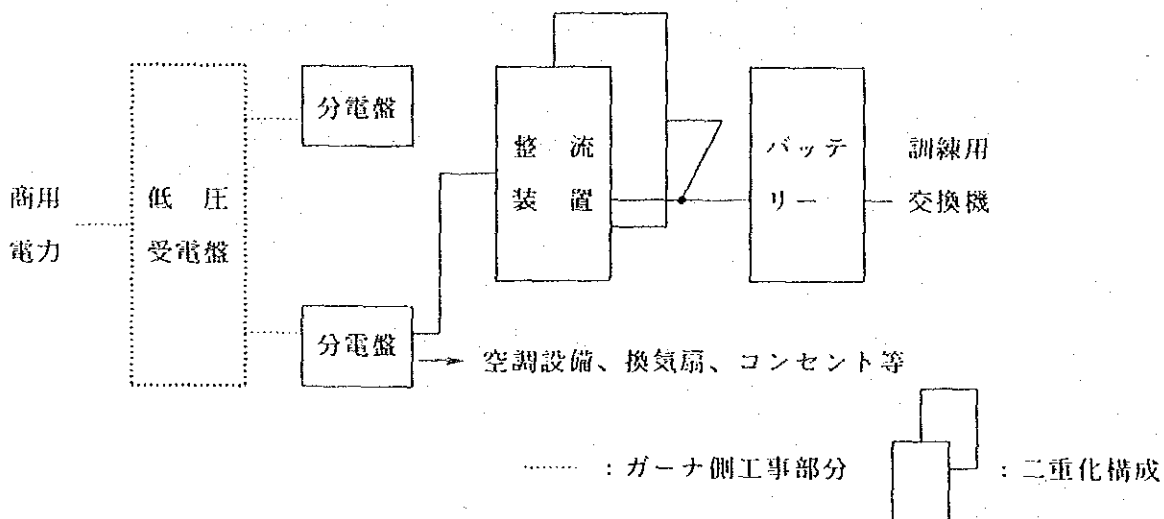 分電盤
整流
装置
バッテ
リー
訓練用
交換機
商用
電力
低圧
受電盤
分電盤
空調設備、換気扇、コンセント等
………:ガーナ側工事部分
:二重化構成